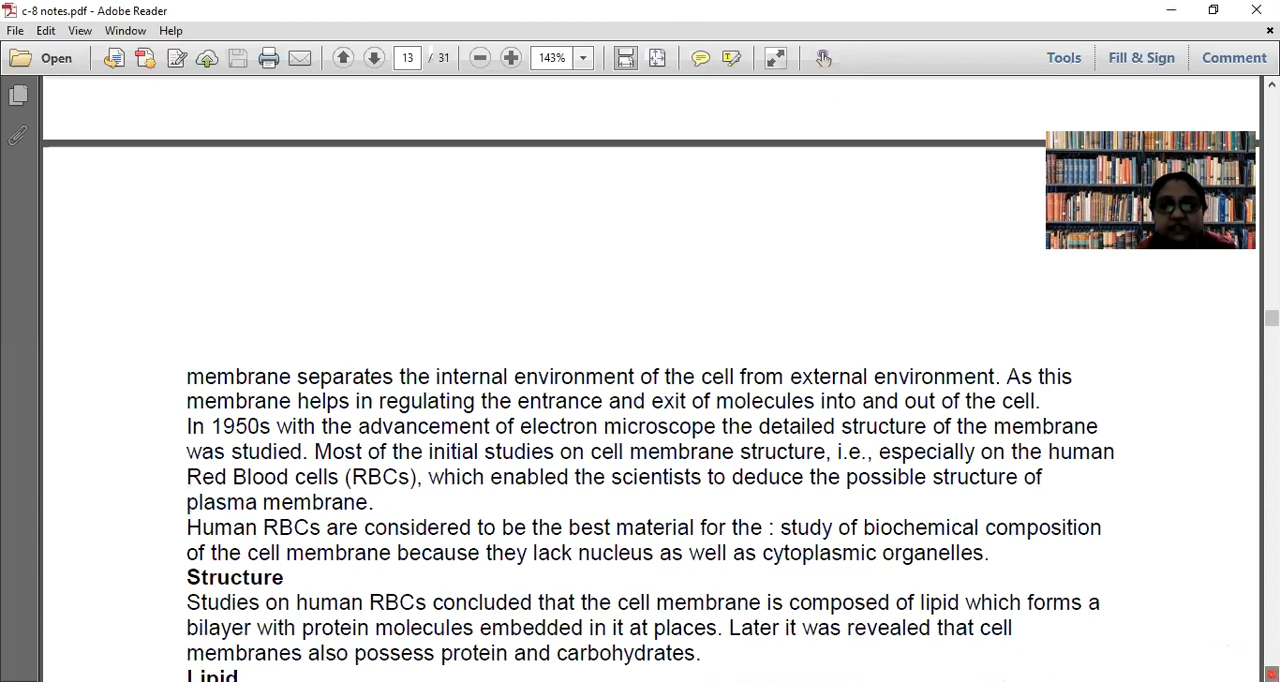 c-8 notes.pdf - Adobe Reader
File Edit View Window Help
Open 13 / 31 143% Tools Fill & Sign Comment
membrane separates the internal environment of the cell from external environment. As this
membrane helps in regulating the entrance and exit of molecules into and out of the cell.
In 1950s with the advancement of electron microscope the detailed structure of the membrane
was studied. Most of the initial studies on cell membrane structure, i.e., especially on the human
Red Blood cells (RBCs), which enabled the scientists to deduce the possible structure of
plasma membrane.
Human RBCs are considered to be the best material for the : study of biochemical composition
of the cell membrane because they lack nucleus as well as cytoplasmic organelles.
Structure
Studies on human RBCs concluded that the cell membrane is composed of lipid which forms a
bilayer with protein molecules embedded in it at places. Later it was revealed that cell
membranes also possess protein and carbohydrates.
Lipid